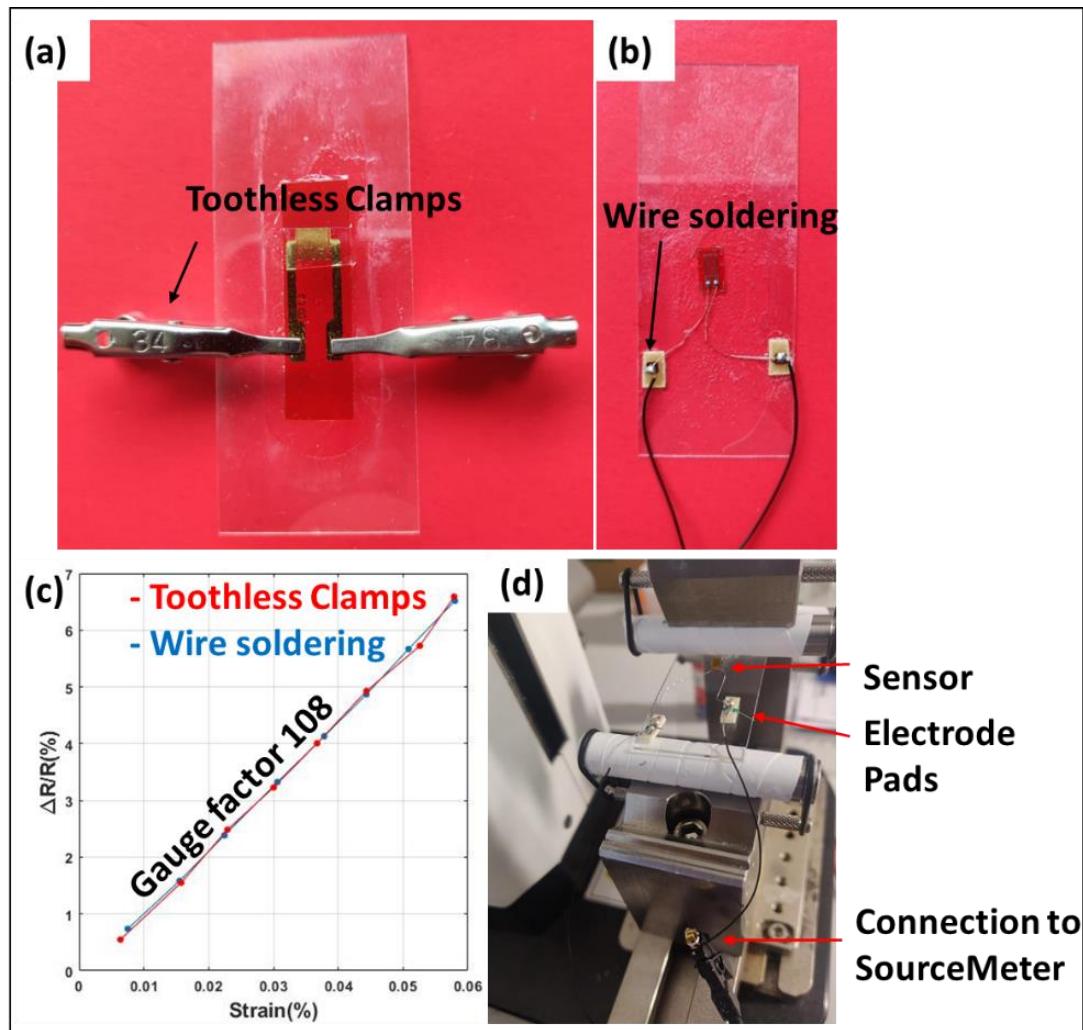 (a)
Toothless Clamps
34
34
(b)
Wire soldering
(c)
- Toothless Clamps
- Wire soldering
Gauge factor 108
△R/R(%)
7
6
5
4
3
2
1
0
0
0.01
0.02
0.03
0.04
0.05
0.06
Strain(%)
(d)
Sensor
Electrode
Pads
Connection to
SourceMeter